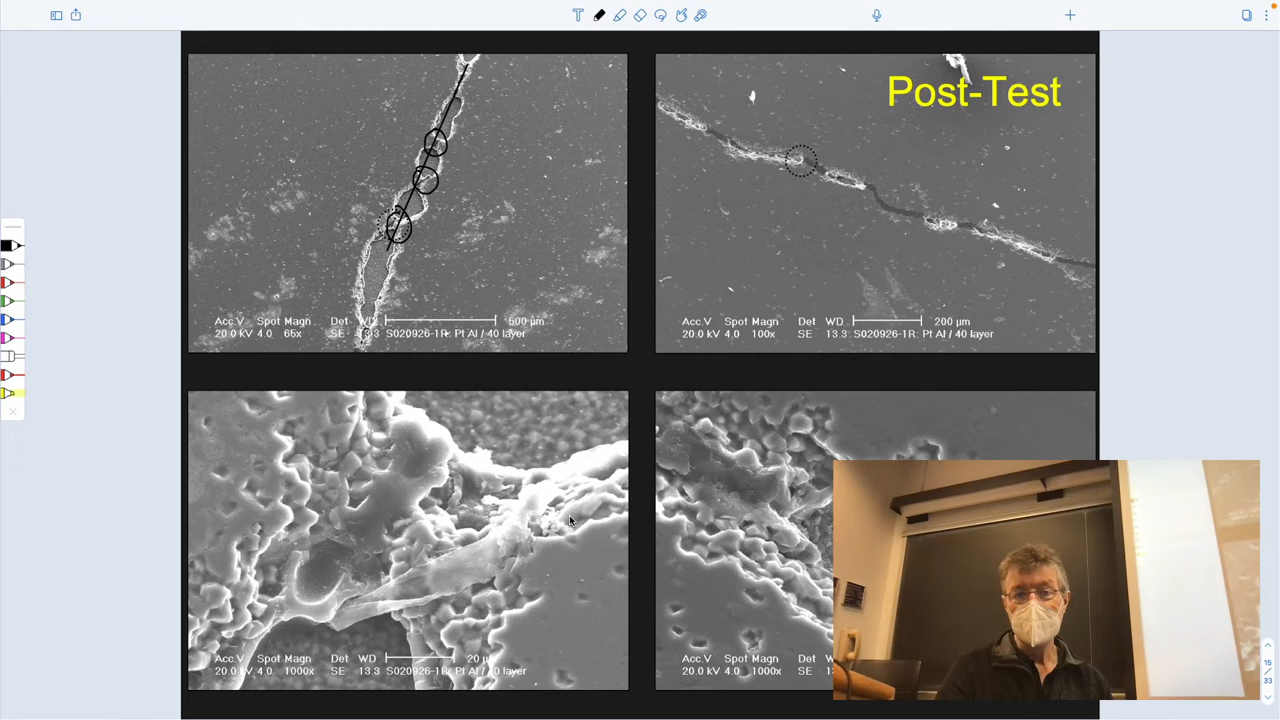 T
Post-Test
Acc.V Spot Magn Det WD 500 µm
20.0 kV 4.0 65x SE 13.3 S020926-1R: Pt Al / 40 layer
Acc.V Spot Magn Det WD 200 µm
20.0 kV 4.0 100x SE 13.3 S020926-1R: Pt Al / 40 layer
Acc.V Spot Magn Det WD 20 µm
20.0 kV 4.0 1000x SE 13.3 S020926-1R: Pt Al / 40 layer
Acc.V Spot Magn Det
20.0 kV 4.0 1000x SE
15
33